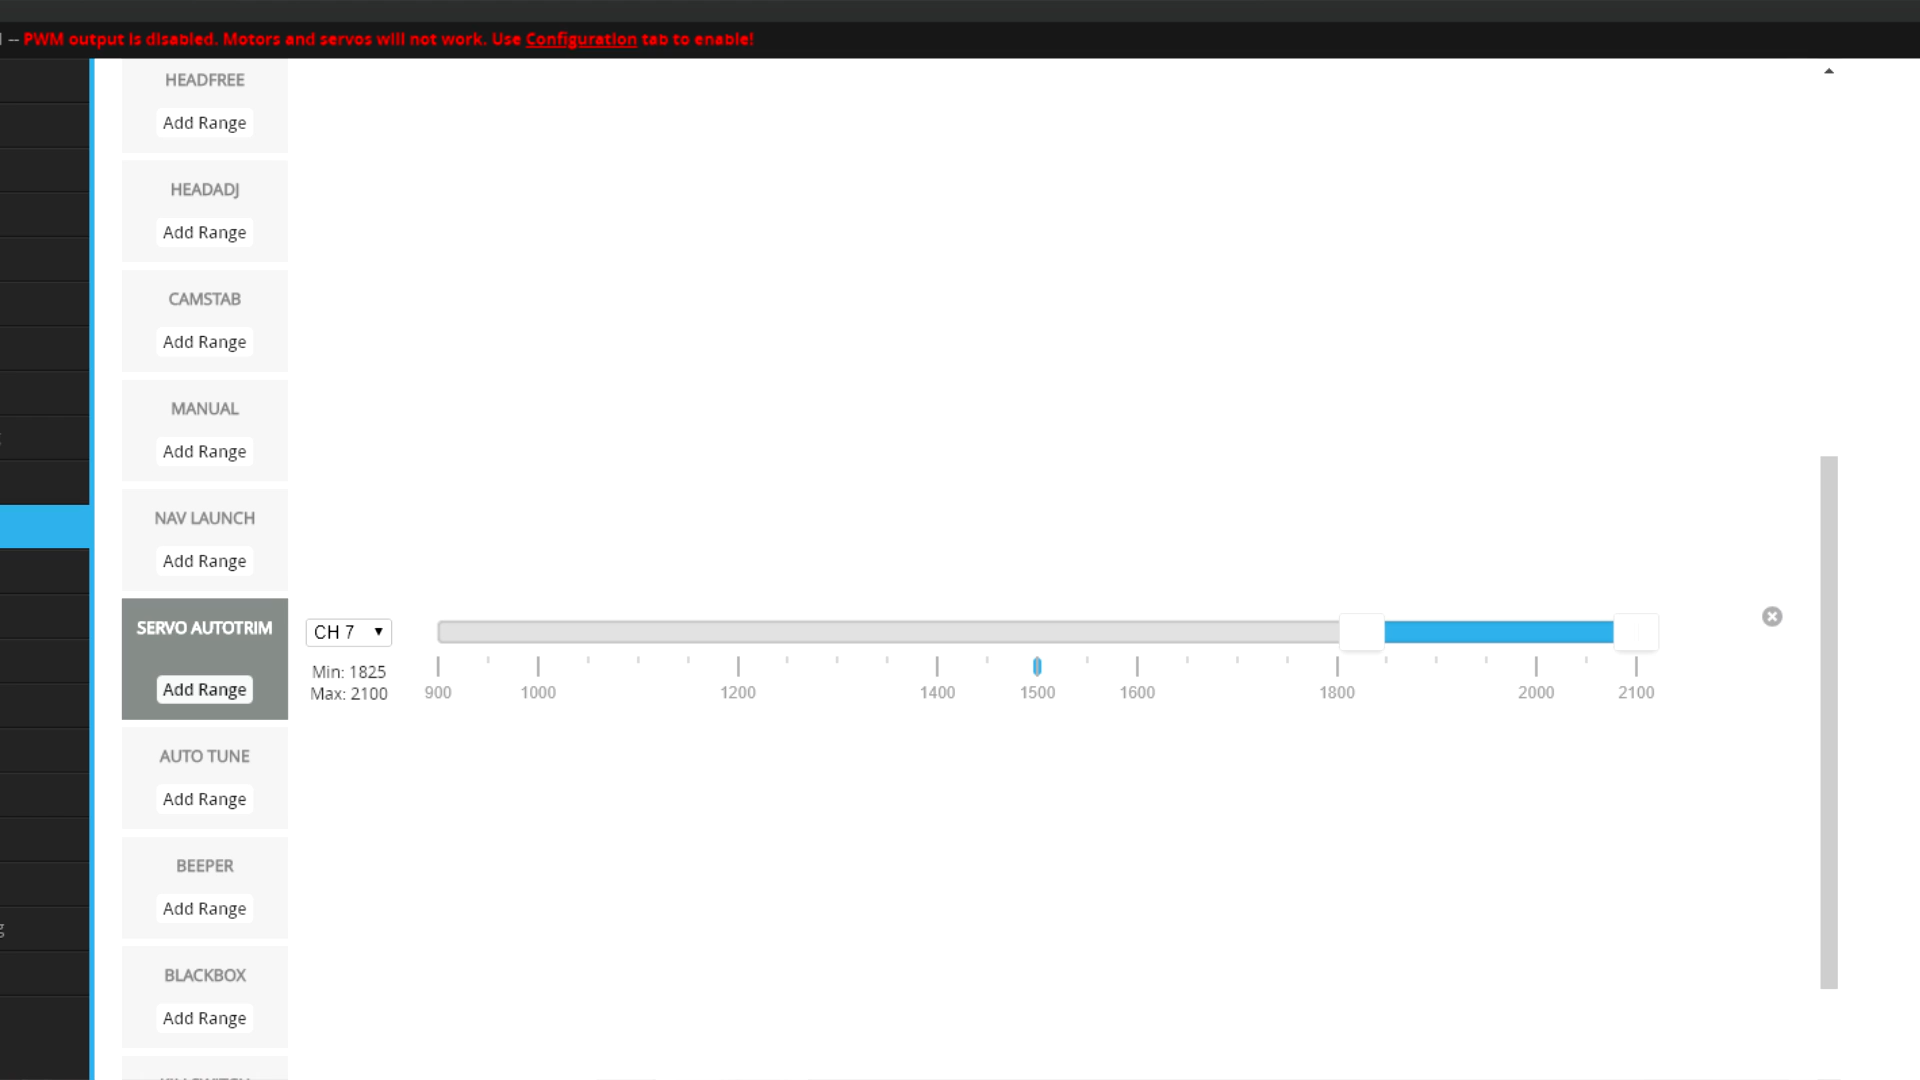 -- PWM output is disabled. Motors and servos will not work. Use Configuration tab to enable!
HEADFREE
Add Range
HEADADJ
Add Range
CAMSTAB
Add Range
MANUAL
Add Range
NAV LAUNCH
Add Range
SERVO AUTOTRIM
Add Range
CH 7
Min: 1825
Max: 2100
900 1000 1200 1400 1500 1600 1800 2000 2100
AUTO TUNE
Add Range
BEEPER
Add Range
BLACKBOX
Add Range